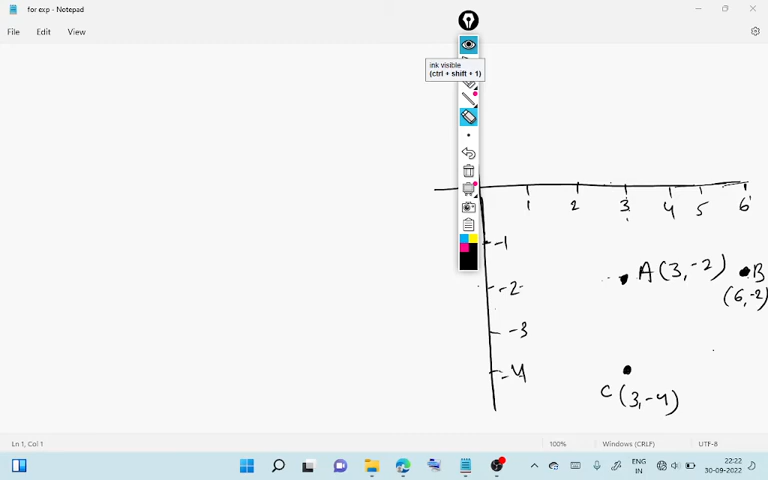 for exp - Notepad
File Edit View
ink visible
(ctrl + shift + 1)
1 2 3 4 5 6
-1
A(3,-2) B
-2
(6,-2)
-3
-4
C(3,-4)
Ln 1, Col 1 100% Windows (CRLF) UTF-8
ENG
IN
22:22
30-09-2022